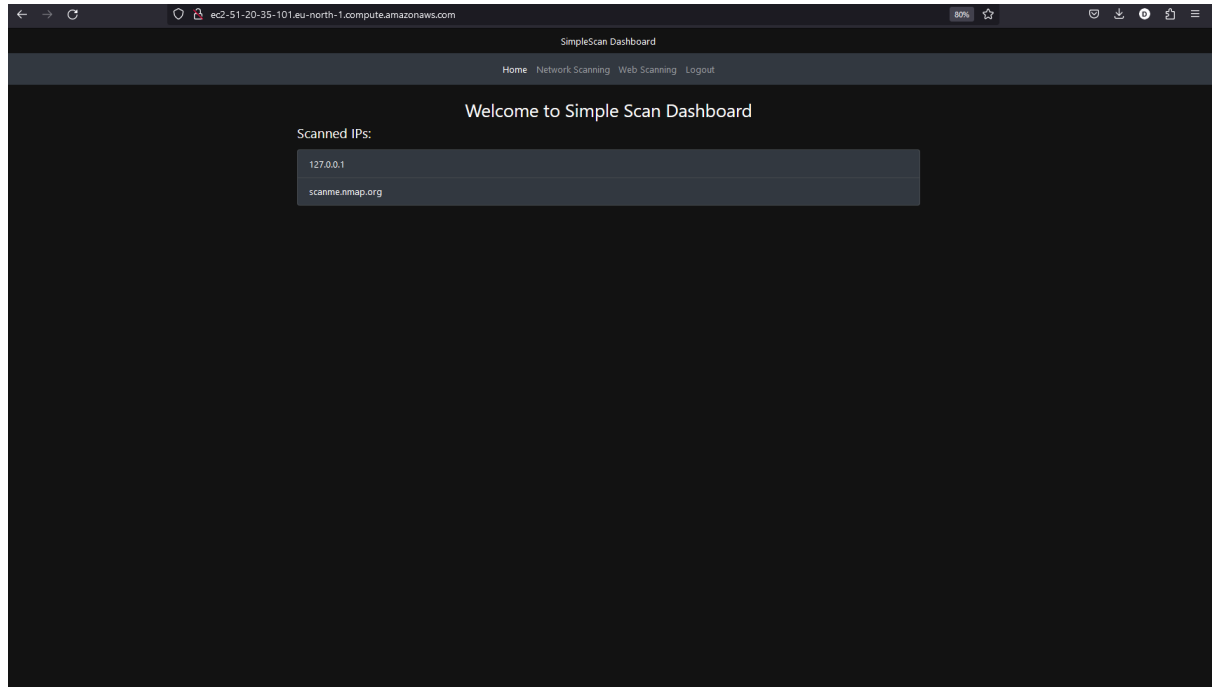 ec2-51-20-35-101.eu-north-1.compute.amazonaws.com 80%
SimpleScan Dashboard
Home Network Scanning Web Scanning Logout
Welcome to Simple Scan Dashboard
Scanned IPs:
127.0.0.1
scanme.nmap.org